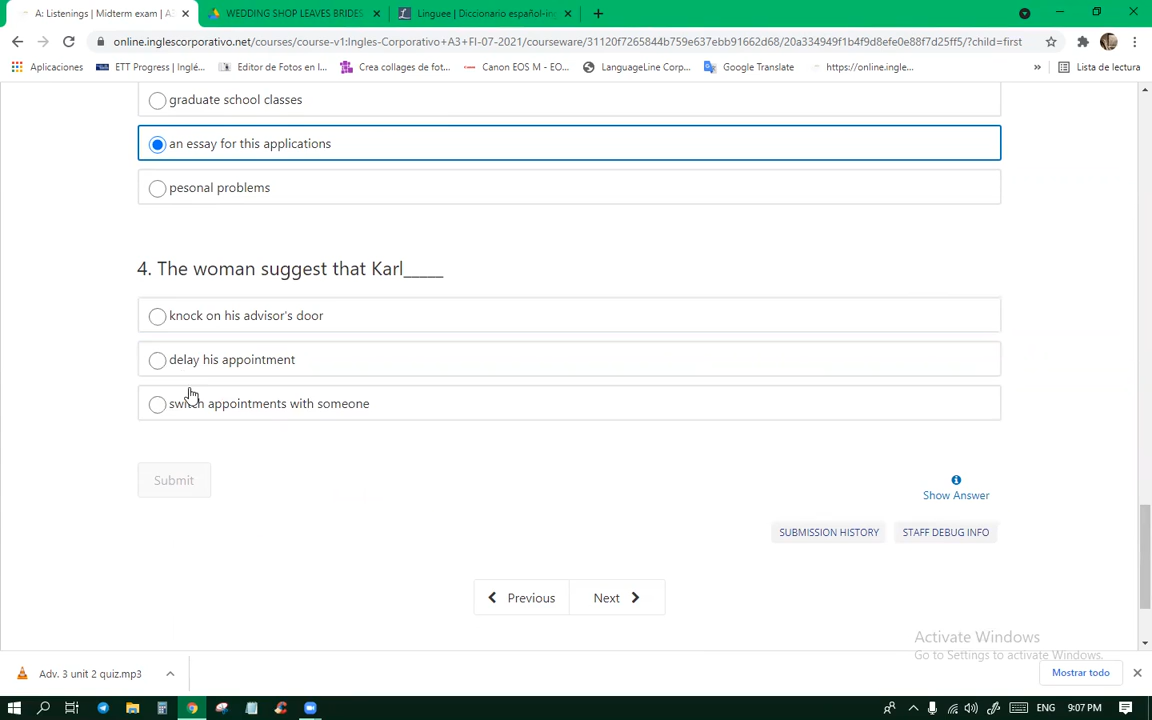 A: Listenings | Midterm exam | A3
WEDDING SHOP LEAVES BRIDES
Linguee | Diccionario español-in
online.inglescorporativo.net/courses/course-v1:Ingles-Corporativo+A3+FI-07-2021/courseware/31120f7265844b759e637ebb91662d68/20a334949f1b4f9d8efe0e88f7d25ff5/?child=first
Aplicaciones
ETT Progress | Inglé...
Editor de Fotos en l...
Crea collages de fot...
Canon EOS M - EO...
LanguageLine Corp...
Google Translate
https://online.ingle...
»
Lista de lectura
graduate school classes
an essay for this applications
pesonal problems
4. The woman suggest that Karl_____
knock on his advisor's door
delay his appointment
switch appointments with someone
Submit
Show Answer
SUBMISSION HISTORY
STAFF DEBUG INFO
Previous
Next
Activate Windows
Go to Settings to activate Windows.
Adv. 3 unit 2 quiz.mp3
Mostrar todo
ENG
9:07 PM